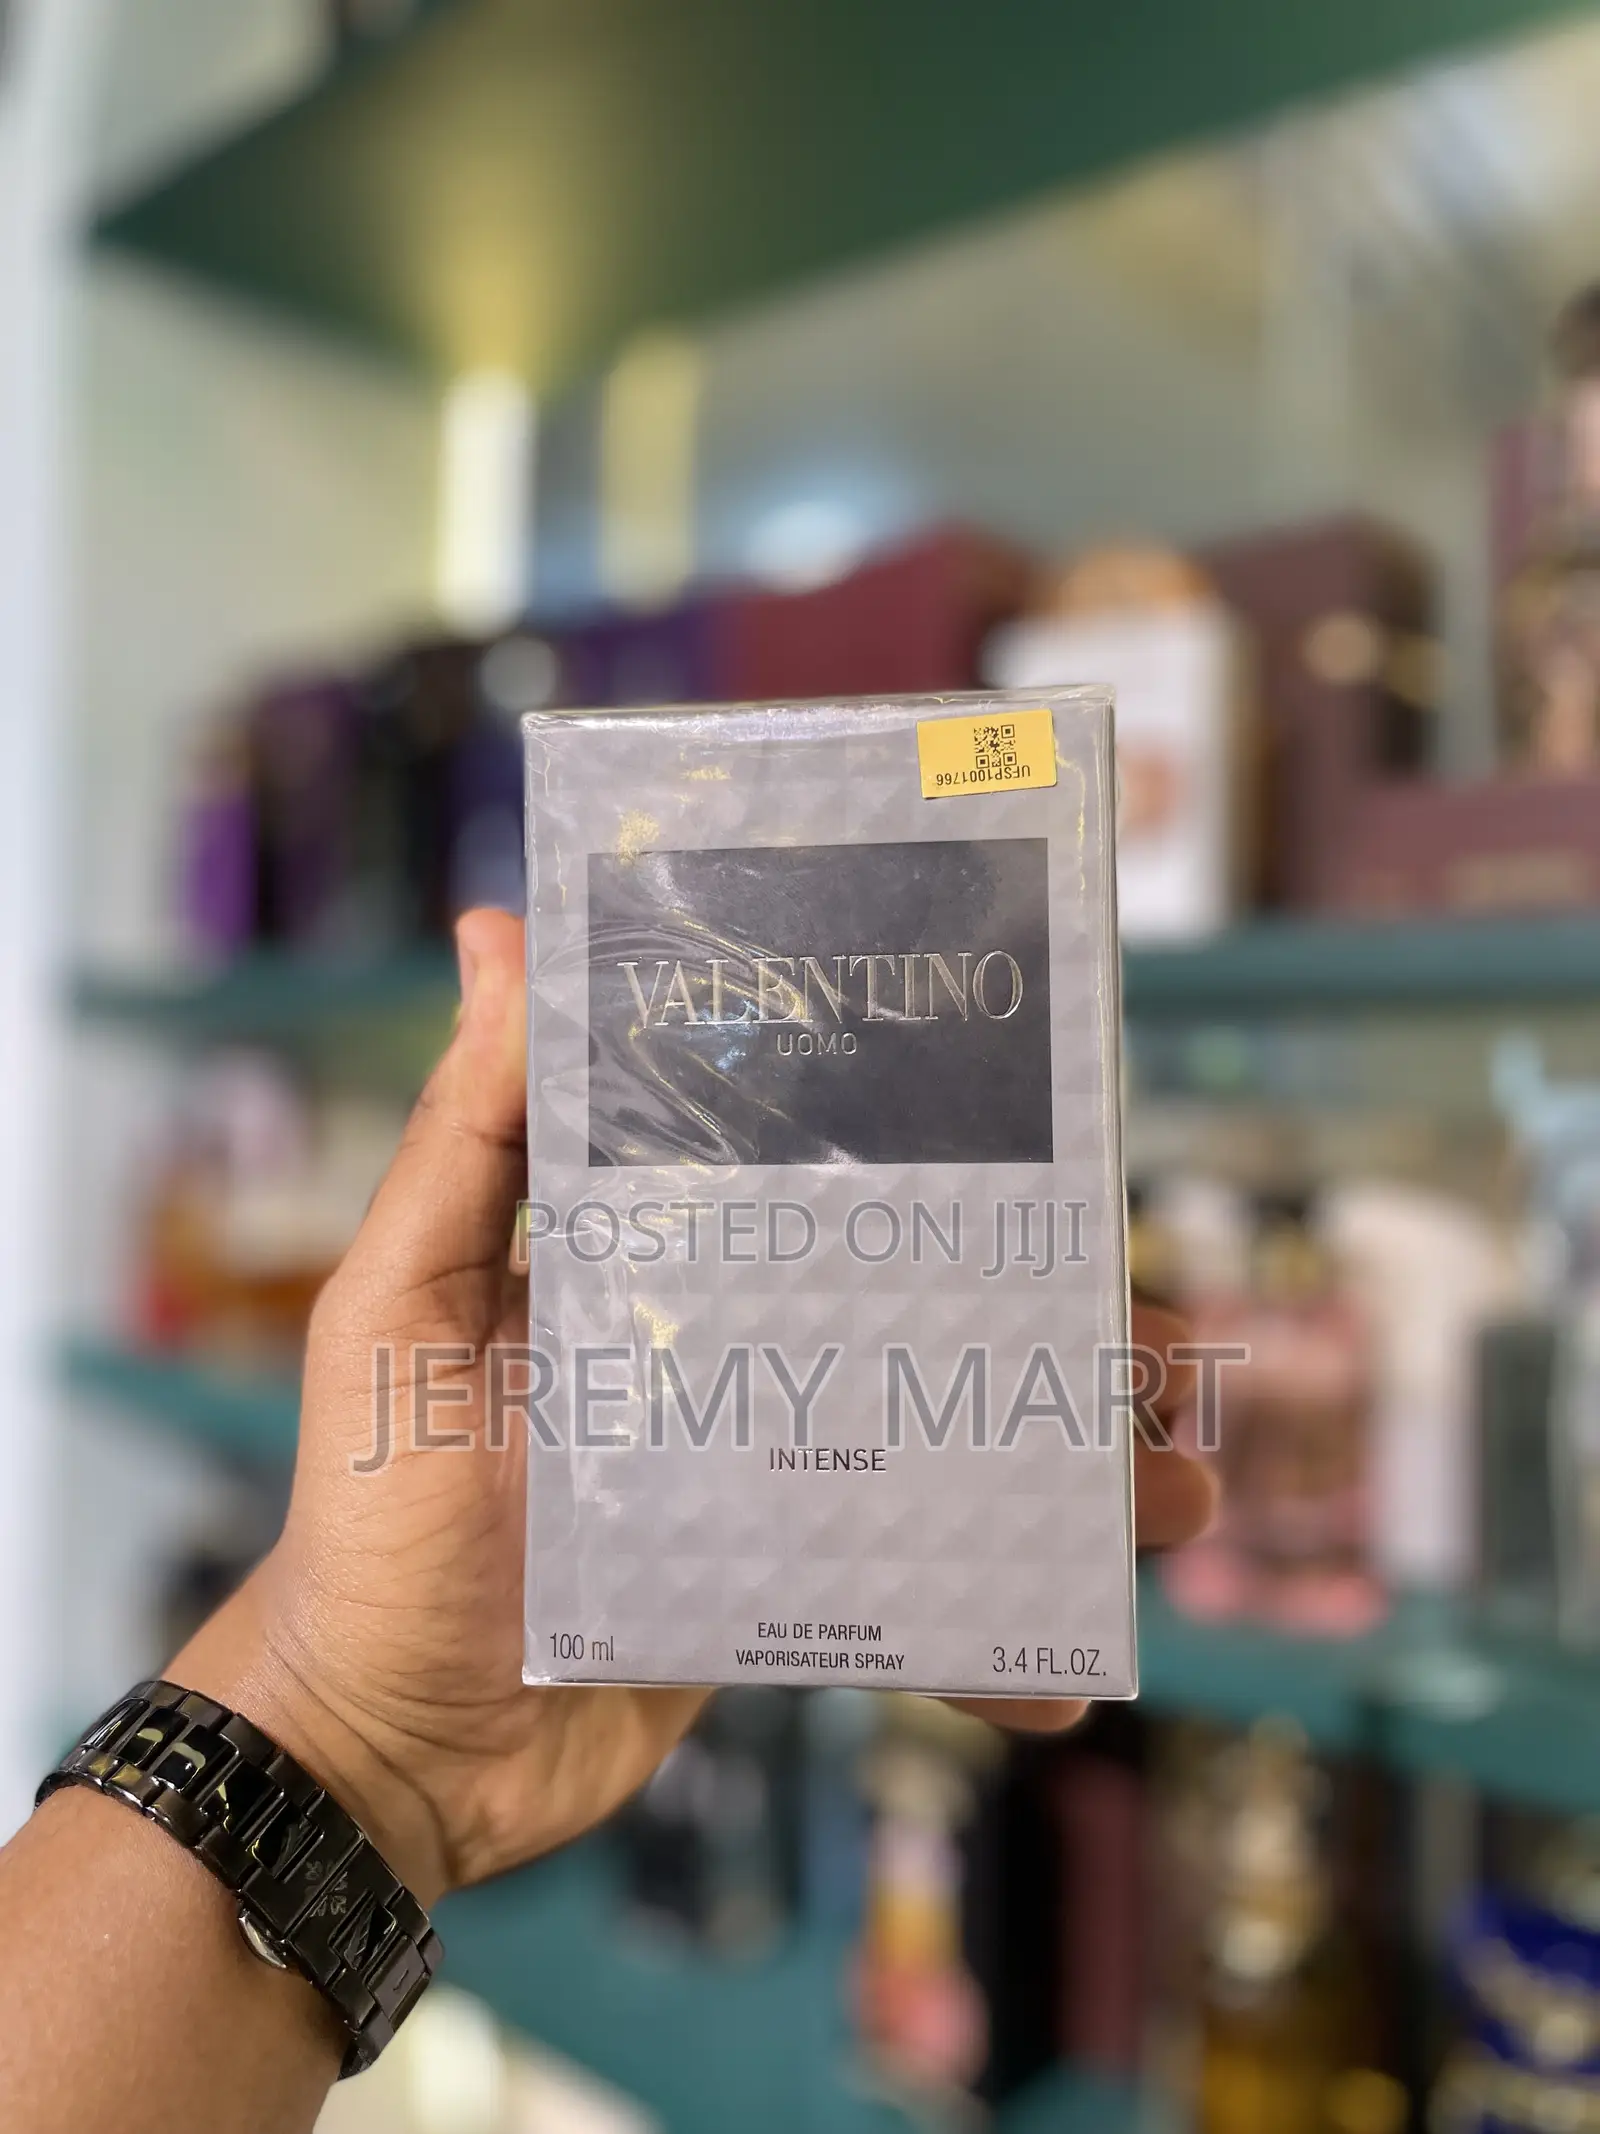 UFSP1001766
VALENTINO
UOMO
POSTED ON JIJI
JEREMY MART
INTENSE
EAU DE PARFUM
100 ml VAPORISATEUR SPRAY 3.4 FL.OZ.